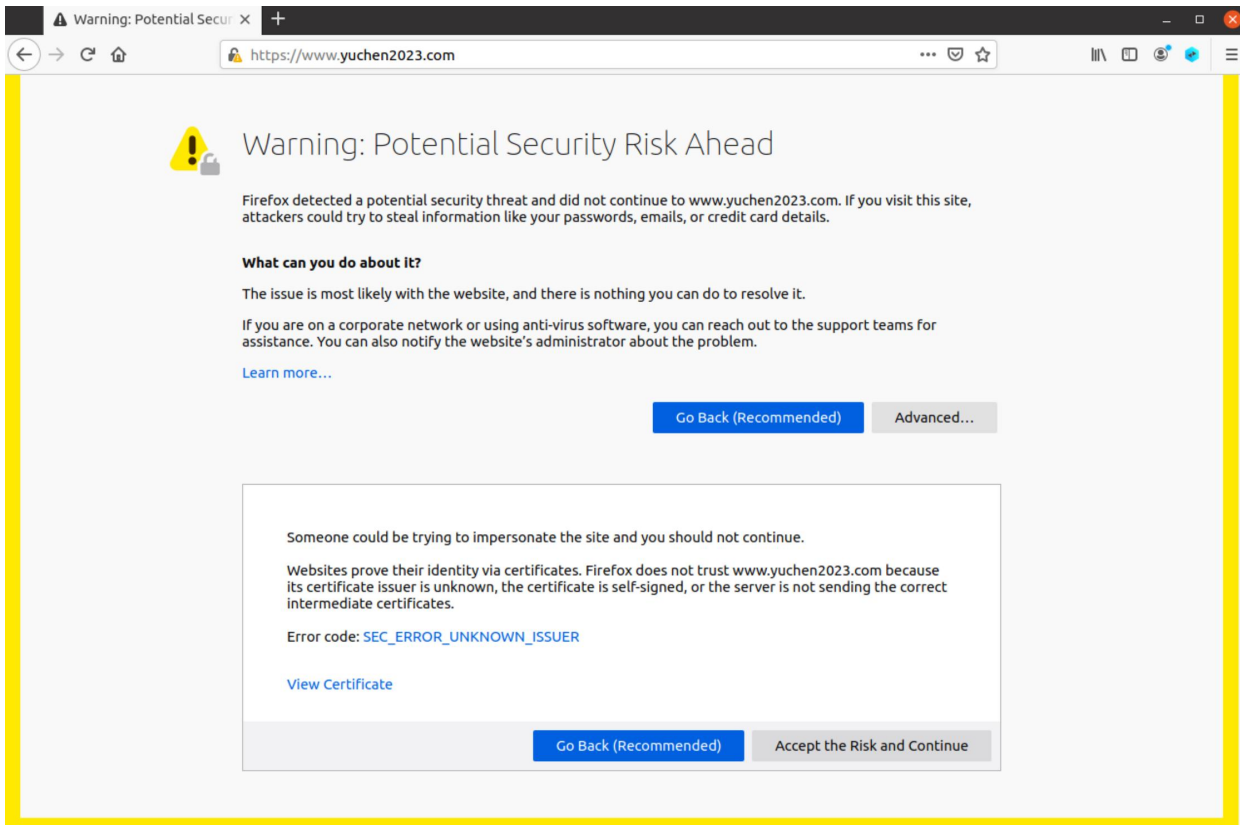 Warning: Potential Secur
https://www.yuchen2023.com
Warning: Potential Security Risk Ahead
Firefox detected a potential security threat and did not continue to www.yuchen2023.com. If you visit this site,
attackers could try to steal information like your passwords, emails, or credit card details.
What can you do about it?
The issue is most likely with the website, and there is nothing you can do to resolve it.
If you are on a corporate network or using anti-virus software, you can reach out to the support teams for
assistance. You can also notify the website’s administrator about the problem.
Learn more…
Go Back (Recommended) Advanced…
Someone could be trying to impersonate the site and you should not continue.
Websites prove their identity via certificates. Firefox does not trust www.yuchen2023.com because
its certificate issuer is unknown, the certificate is self-signed, or the server is not sending the correct
intermediate certificates.
Error code: SEC_ERROR_UNKNOWN_ISSUER
View Certificate
Go Back (Recommended) Accept the Risk and Continue